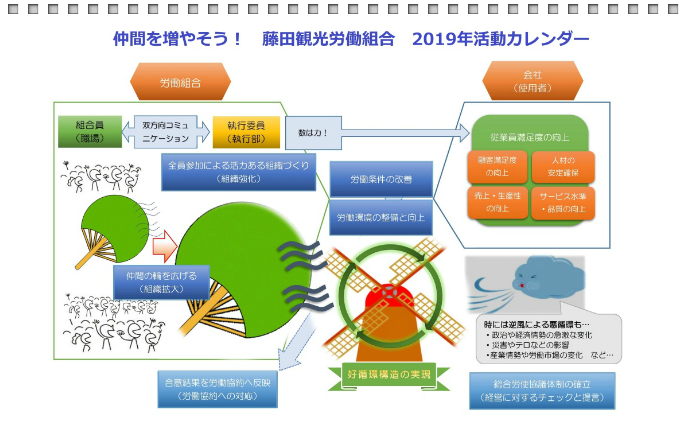 仲間を増やそう！　藤田観光労働組合　2019年活動カレンダー
労働組合
会社
（使用者）
組合員
（職場）
双方向コミュ
ニケーション
執行委員
（執行部）
数は力！
従業員満足度の向上
顧客満足度
の向上
人材の
安定確保
売上・生産性
の向上
サービス水準
・品質の向上
全員参加による活力ある組織づくり
（組織強化）
労働条件の改善
労働環境の整備と向上
仲間の輪を広げる
（組織拡大）
時には逆風による悪循環も…
・政治や経済情勢の急激な変化
・災害やテロなどの影響
・産業情勢や労働市場の変化　など…
好循環構造の実現
合意結果を労働協約へ反映
（労働協約への対応）
総合労使協議体制の確立
（経営に対するチェックと提言）